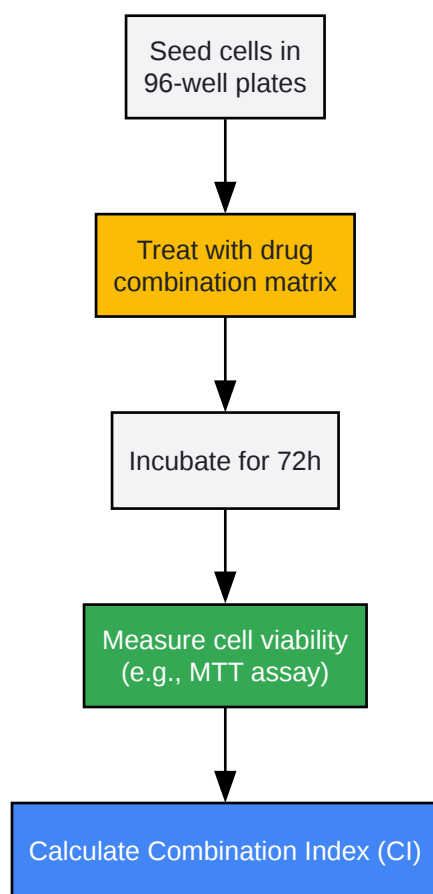 Seed cells in
96-well plates
Treat with drug
combination matrix
Incubate for 72h
Measure cell viability
(e.g., MTT assay)
Calculate Combination Index (CI)